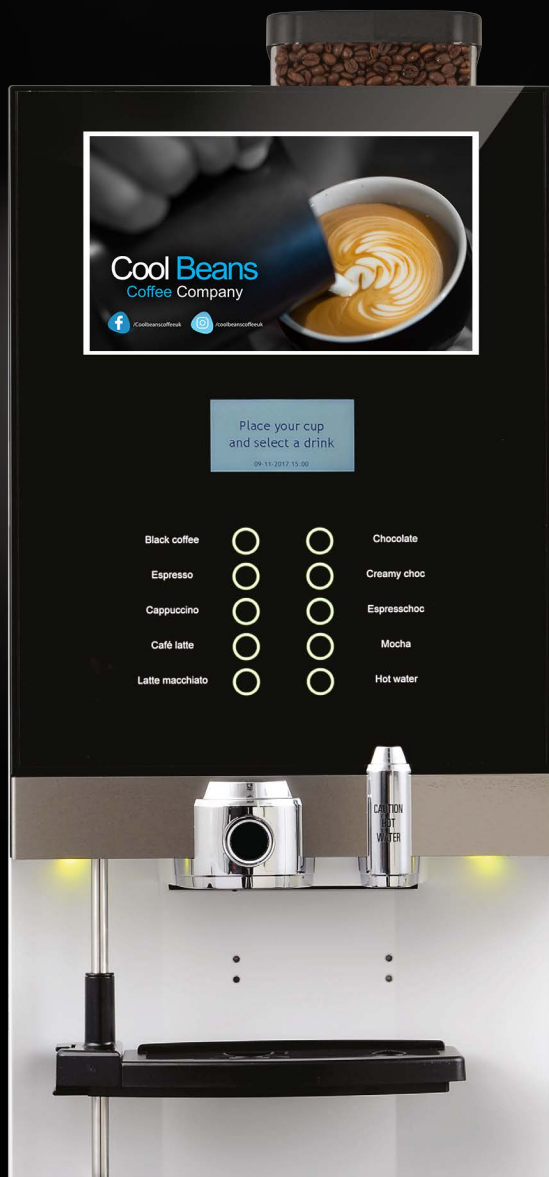 Cool Beans
Coffee Company
/Coolbeanscoffeeuk
/coolbeanscoffeeuk
Place your cup
and select a drink
09-11-2017 15:00
Black coffee
Chocolate
Espresso
Creamy choc
Cappuccino
Espresschoc
Café latte
Mocha
Latte macchiato
Hot water
CAUTION
HOT
WATER